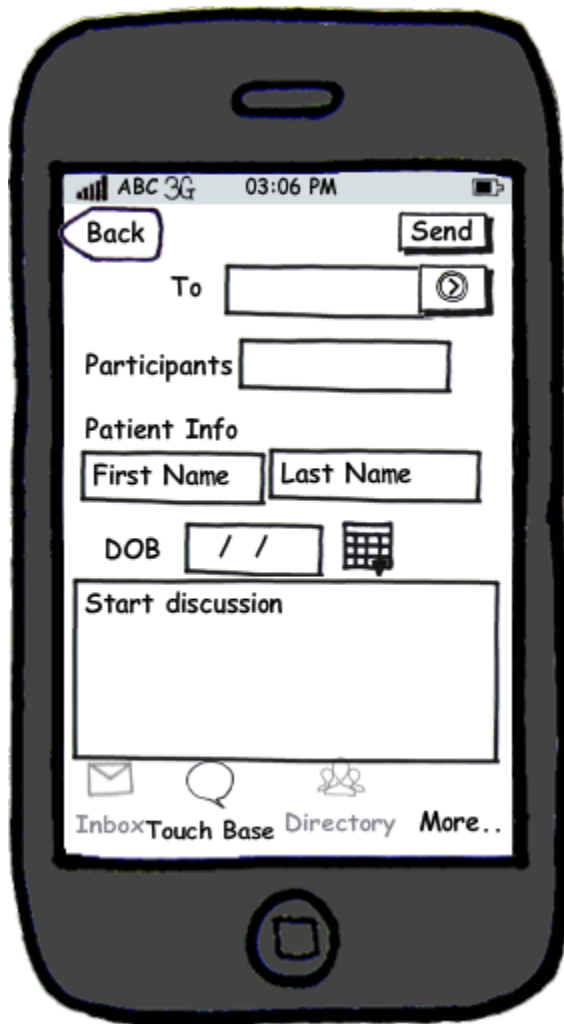 ABC 3G 03:06 PM
Back Send
To
Participants
Patient Info
First Name Last Name
DOB / /
Start discussion
Inbox Touch Base Directory More..